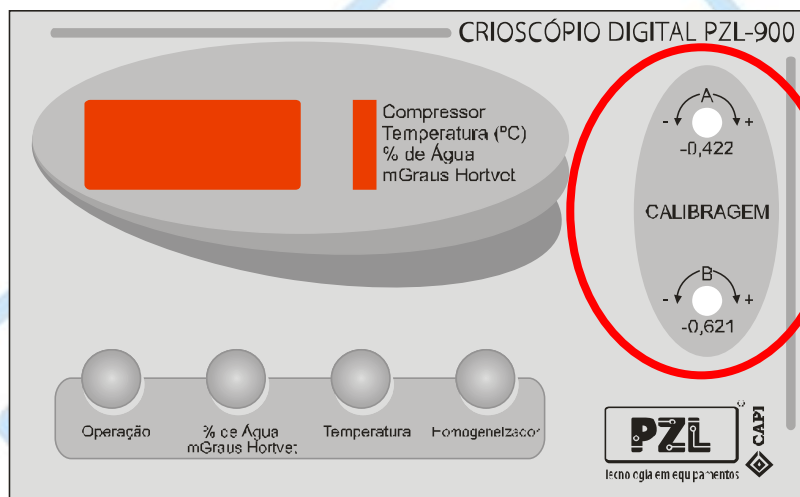 CRIOSCÓPIO DIGITAL PZL-900
Compressor
Temperatura (ºC)
% de Água
mGraus Hortvet
A
- +
-0,422
CALIBRAGEM
B
- +
-0,621
Operação
% de Água
mGraus Hortvet
Temperatura
Homogeneizador
PZL
CAPI
tecnologia em equipamentos